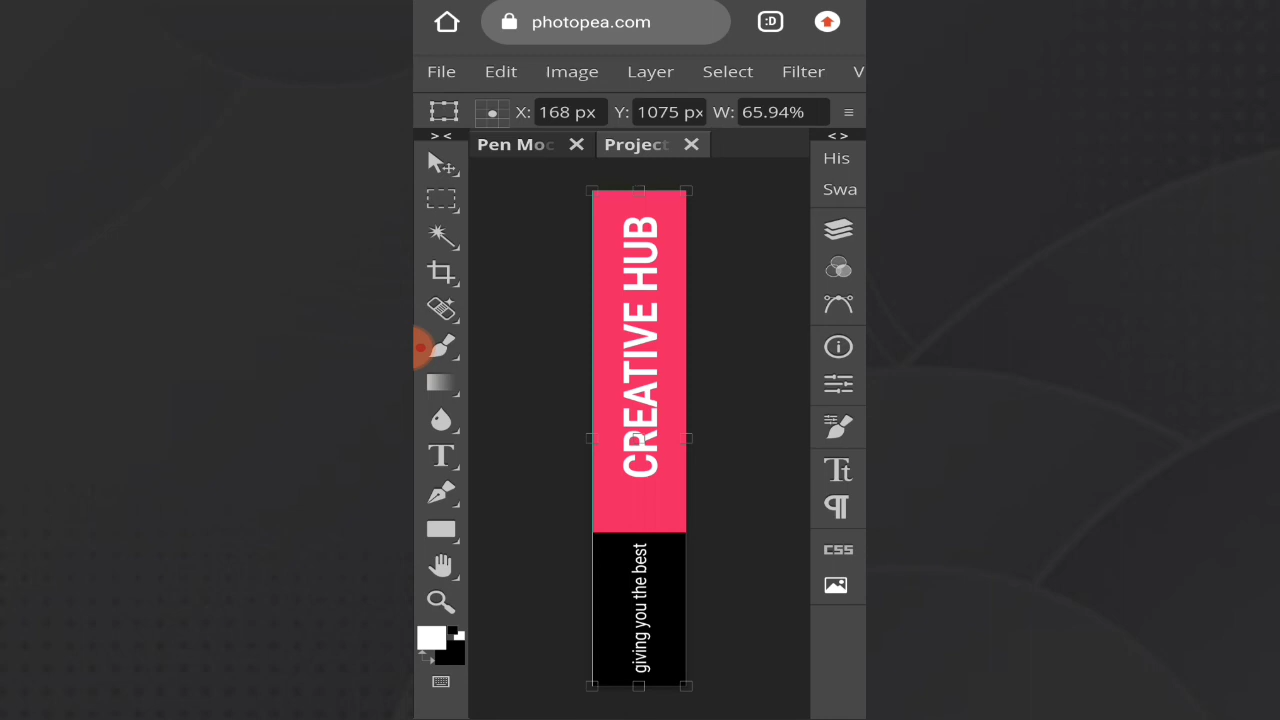 photopea.com
:D
File Edit Image Layer Select Filter V
X: 168 px Y: 1075 px W: 65.94%
> < Pen Moc Project < >
His
Swa
CREATIVE HUB
giving you the best
T
Tt
¶
CSS